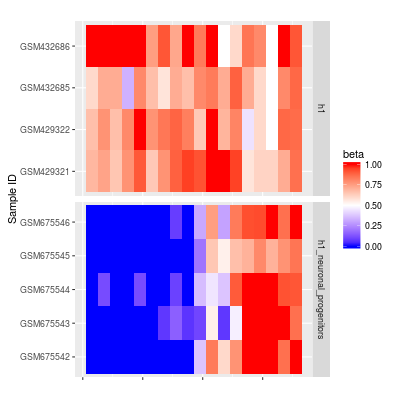 GSM432686
GSM432685
GSM429322
GSM429321
h1
GSM675546
GSM675545
GSM675544
GSM675543
GSM675542
h1_neuronal_progenitors
Sample ID
beta
1.00
0.75
0.50
0.25
0.00